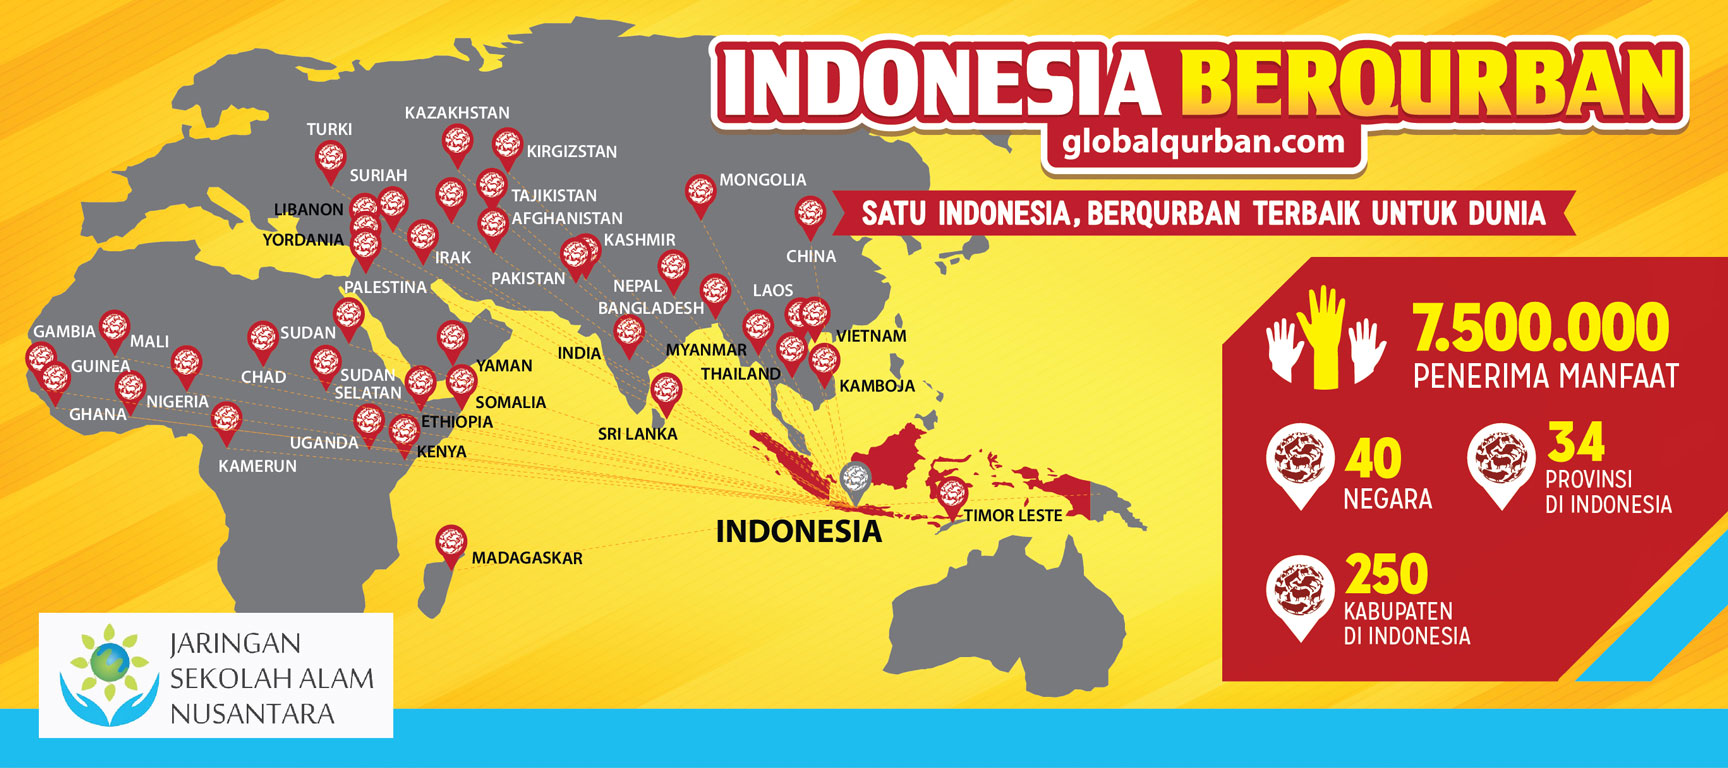 INDONESIA BERQURBAN
globalqurban.com
SATU INDONESIA, BERQURBAN TERBAIK UNTUK DUNIA
KAZAKHSTAN
TURKI
KIRGIZSTAN
SURIAH
MONGOLIA
TAJIKISTAN
LIBANON
AFGHANISTAN
YORDANIA
KASHMIR
IRAK
CHINA
PAKISTAN
PALESTINA
NEPAL
LAOS
BANGLADESH
GAMBIA
MALI
SUDAN
VIETNAM
MYANMAR
INDIA
GUINEA
YAMAN
THAILAND
CHAD
SUDAN
SELATAN
KAMBOJA
NIGERIA
SOMALIA
GHANA
ETHIOPIA
SRI LANKA
UGANDA
KENYA
KAMERUN
TIMOR LESTE
INDONESIA
MADAGASKAR
7.500.000
PENERIMA MANFAAT
40
NEGARA
34
PROVINSI
DI INDONESIA
250
KABUPATEN
DI INDONESIA
JARINGAN
SEKOLAH ALAM
NUSANTARA